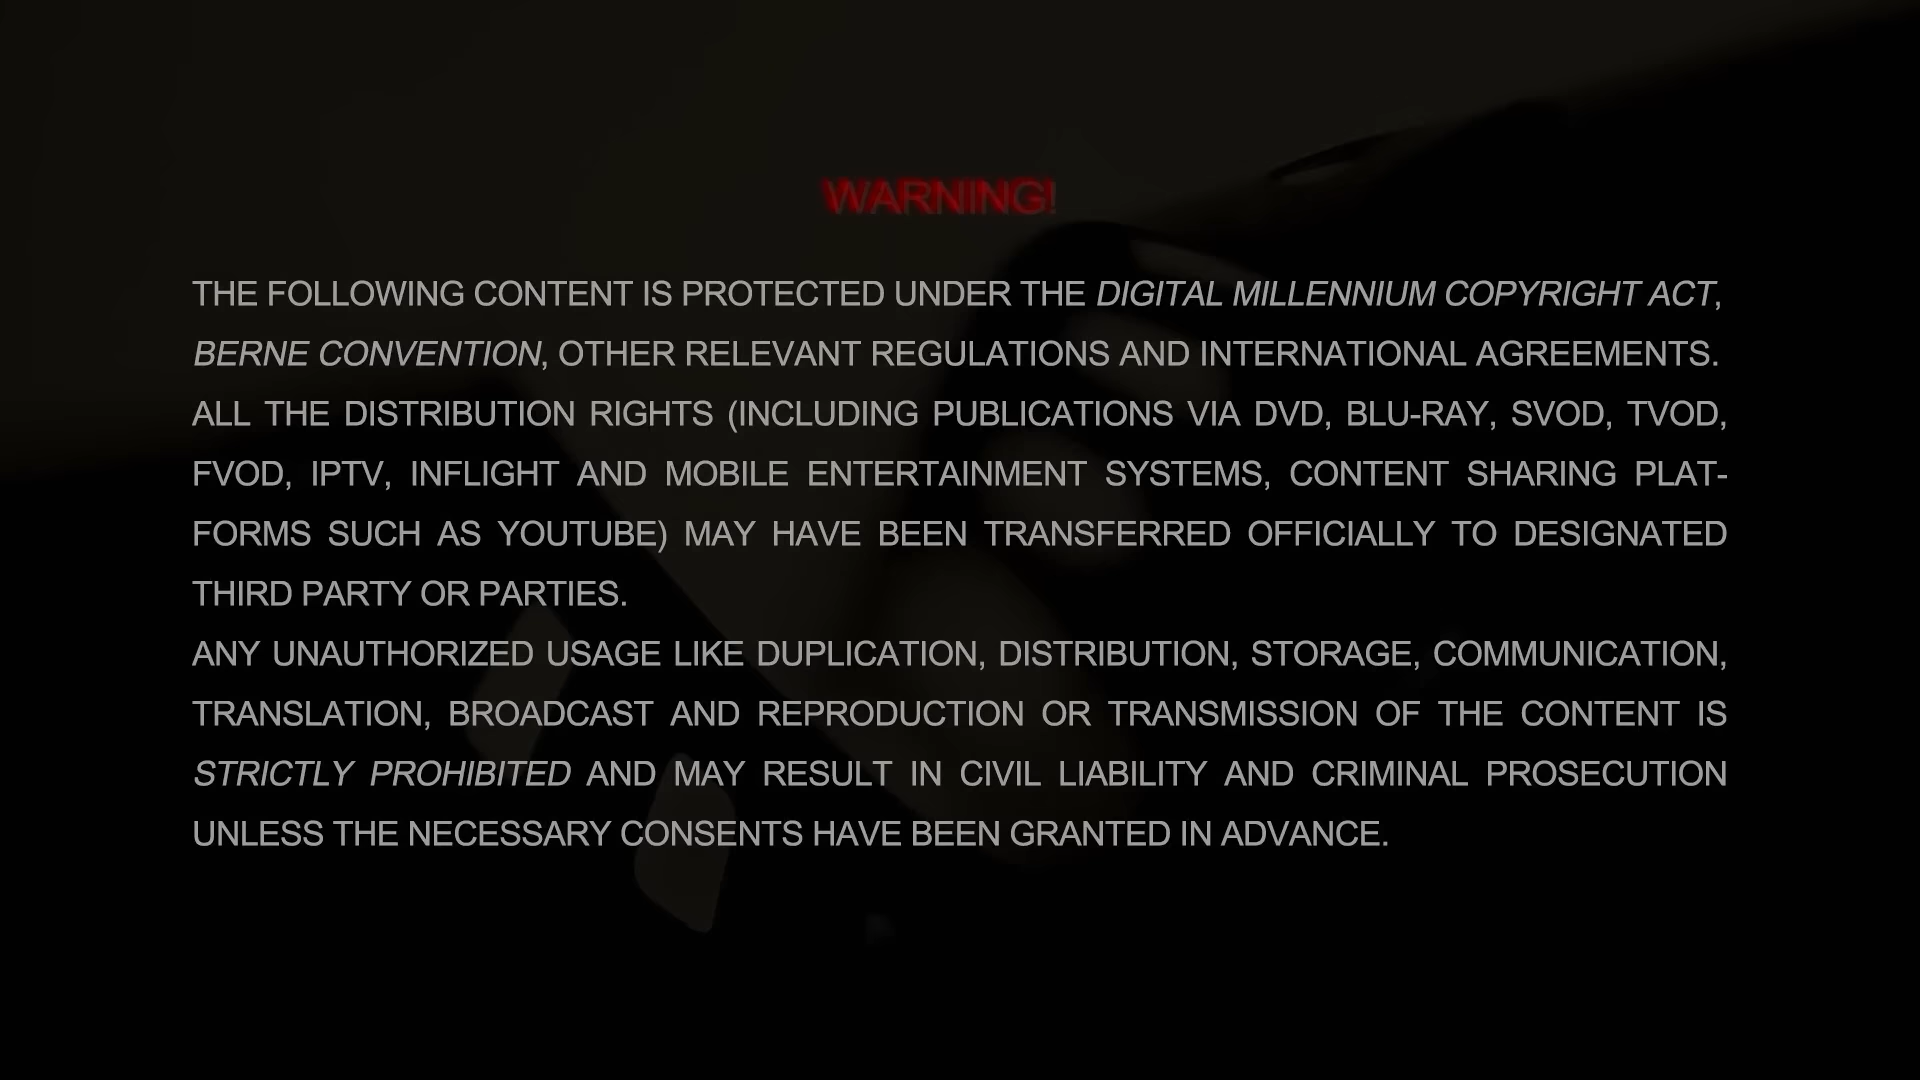 WARNING!
THE FOLLOWING CONTENT IS PROTECTED UNDER THE DIGITAL MILLENNIUM COPYRIGHT ACT,
BERNE CONVENTION, OTHER RELEVANT REGULATIONS AND INTERNATIONAL AGREEMENTS.
ALL THE DISTRIBUTION RIGHTS (INCLUDING PUBLICATIONS VIA DVD, BLU-RAY, SVOD, TVOD,
FVOD, IPTV, INFLIGHT AND MOBILE ENTERTAINMENT SYSTEMS, CONTENT SHARING PLAT-
FORMS SUCH AS YOUTUBE) MAY HAVE BEEN TRANSFERRED OFFICIALLY TO DESIGNATED
THIRD PARTY OR PARTIES.
ANY UNAUTHORIZED USAGE LIKE DUPLICATION, DISTRIBUTION, STORAGE, COMMUNICATION,
TRANSLATION, BROADCAST AND REPRODUCTION OR TRANSMISSION OF THE CONTENT IS
STRICTLY PROHIBITED AND MAY RESULT IN CIVIL LIABILITY AND CRIMINAL PROSECUTION
UNLESS THE NECESSARY CONSENTS HAVE BEEN GRANTED IN ADVANCE.